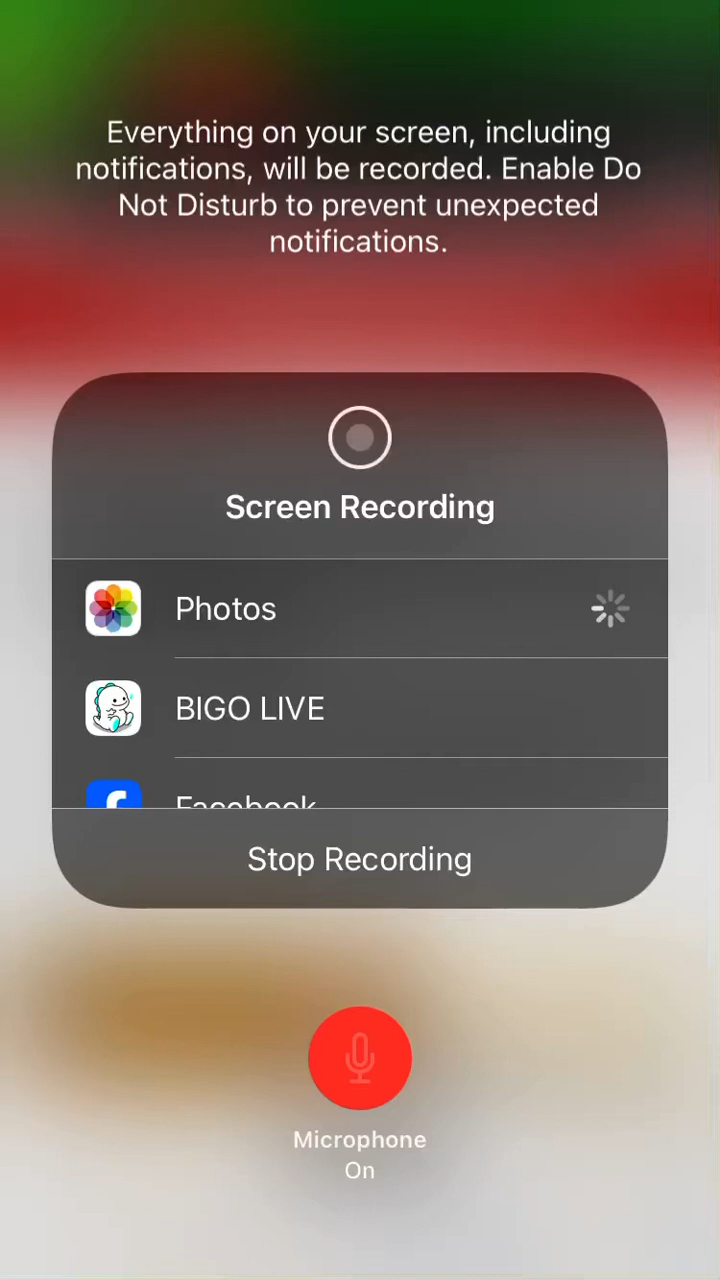 Everything on your screen, including
notifications, will be recorded. Enable Do
Not Disturb to prevent unexpected
notifications.
Screen Recording
Photos
BIGO LIVE
Facebook
Stop Recording
Microphone
On